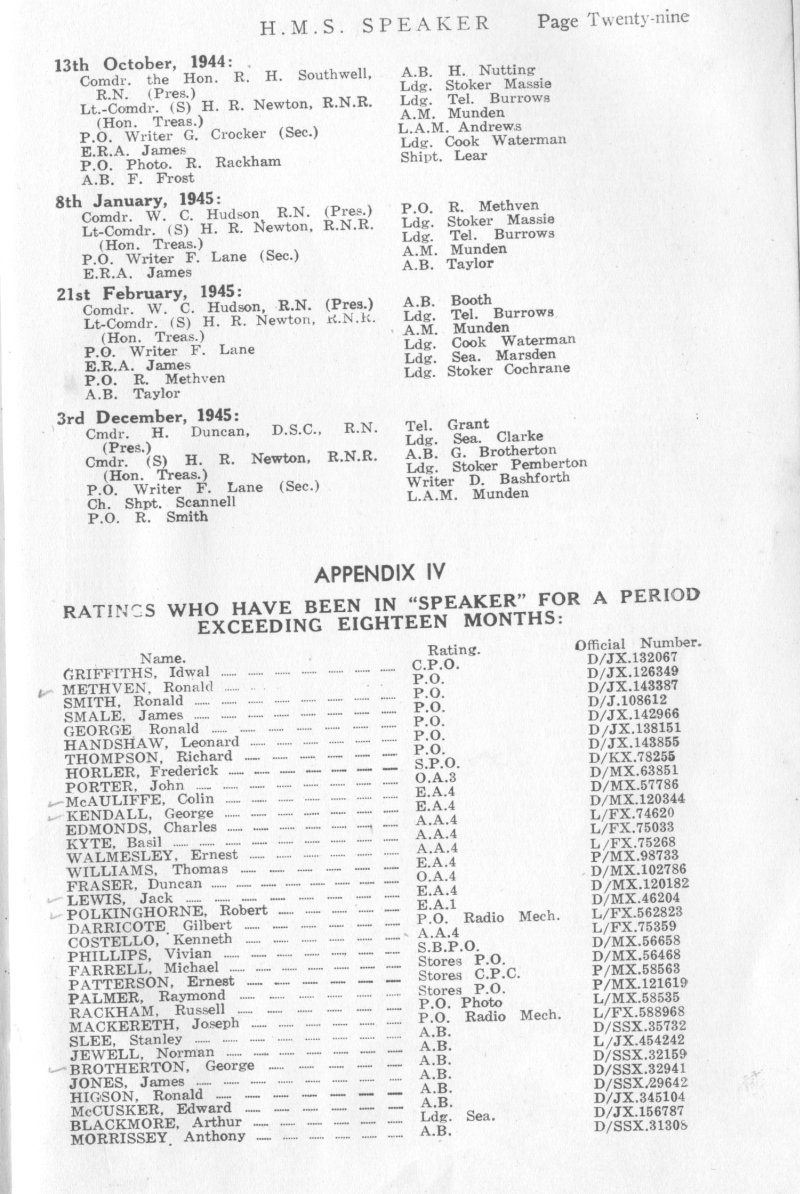 H.M.S. SPEAKER Page Twenty-nine
13th October, 1944:
Comdr. the Hon. R. H. Southwell,
R.N. (Pres.)
Lt.-Comdr. (S) H. R. Newton, R.N.R.
(Hon. Treas.)
P.O. Writer G. Crocker (Sec.)
E.R.A. James
P.O. Photo. R. Rackham
A.B. F. Frost
A.B. H. Nutting
Ldg. Stoker Massie
Ldg. Tel. Burrows
A.M. Munden
L.A.M. Andrews
Ldg. Cook Waterman
Shipt. Lear
8th January, 1945:
Comdr. W. C. Hudson, R.N. (Pres.)
Lt-Comdr. (S) H. R. Newton, R.N.R.
(Hon. Treas.)
P.O. Writer F. Lane (Sec.)
E.R.A. James
P.O. R. Methven
Ldg. Stoker Massie
Ldg. Tel. Burrows
A.M. Munden
A.B. Taylor
21st February, 1945:
Comdr. W. C. Hudson, R.N. (Pres.)
Lt-Comdr. (S) H. R. Newton, R.N.R.
(Hon. Treas.)
P.O. Writer F. Lane
E.R.A. James
P.O. R. Methven
A.B. Taylor
A.B. Booth
Ldg. Tel. Burrows
A.M. Munden
Ldg. Cook Waterman
Ldg. Sea. Marsden
Ldg. Stoker Cochrane
3rd December, 1945:
Cmdr. H. Duncan, D.S.C., R.N.
(Pres.)
Cmdr. (S) H. R. Newton, R.N.R.
(Hon. Treas.)
P.O. Writer F. Lane (Sec.)
Ch. Shpt. Scannell
P.O. R. Smith
Tel. Grant
Ldg. Sea. Clarke
A.B. G. Brotherton
Ldg. Stoker Pemberton
Writer D. Bashforth
L.A.M. Munden
APPENDIX IV
RATINGS WHO HAVE BEEN IN "SPEAKER" FOR A PERIOD
EXCEEDING EIGHTEEN MONTHS:
Name. Rating. Official Number.
GRIFFITHS, Idwal C.P.O. D/JX.132067
METHVEN, Ronald P.O. D/JX.126349
SMITH, Ronald P.O. D/JX.143387
SMALE, James P.O. D/J.108612
GEORGE Ronald P.O. D/JX.142966
HANDSHAW, Leonard P.O. D/JX.138151
THOMPSON, Richard P.O. D/JX.143855
HORLER, Frederick S.P.O. D/KX.78255
PORTER, John O.A.3 D/MX.63851
McAULIFFE, Colin E.A.4 D/MX.57786
KENDALL, George E.A.4 D/MX.120344
EDMONDS, Charles A.A.4 L/FX.74620
KYTE, Basil A.A.4 L/FX.75033
WALMESLEY, Ernest A.A.4 L/FX.75268
WILLIAMS, Thomas E.A.4 P/MX.98733
FRASER, Duncan O.A.4 D/MX.102786
LEWIS, Jack E.A.4 D/MX.120182
POLKINGHORNE, Robert E.A.1 D/MX.46204
DARRICOTE, Gilbert P.O. Radio Mech. L/FX.562823
COSTELLO, Kenneth A.A.4 L/FX.75359
PHILLIPS, Vivian S.B.P.O. D/MX.56658
FARRELL, Michael Stores P.O. D/MX.56468
PATTERSON, Ernest Stores C.P.C. P/MX.58563
PALMER, Raymond Stores P.O. P/MX.121619
RACKHAM, Russell P.O. Photo L/MX.58535
MACKERETH, Joseph P.O. Radio Mech. L/FX.588968
SLEE, Stanley A.B. D/SSX.35732
JEWELL, Norman A.B. L/JX.454242
BROTHERTON, George A.B. D/SSX.32159
JONES, James A.B. D/SSX.32941
HIGSON, Ronald A.B. D/SSX.29642
McCUSKER, Edward A.B. D/JX.345104
BLACKMORE, Arthur Ldg. Sea. D/JX.156787
MORRISSEY, Anthony A.B. D/SSX.31308